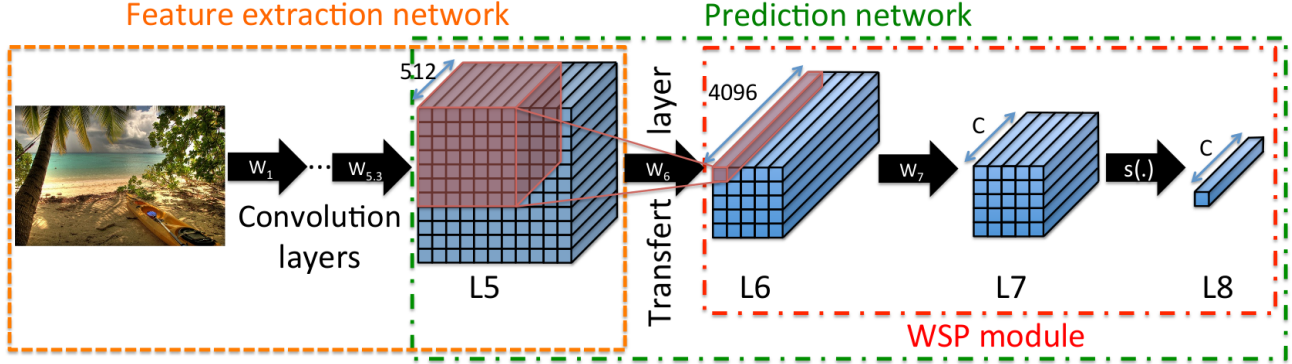 Feature extraction network
Prediction network
512
4096
C
C
W1
...
W5.3
W6
W7
s(.)
Convolution
layers
Transfert layer
L5
L6
L7
L8
WSP module